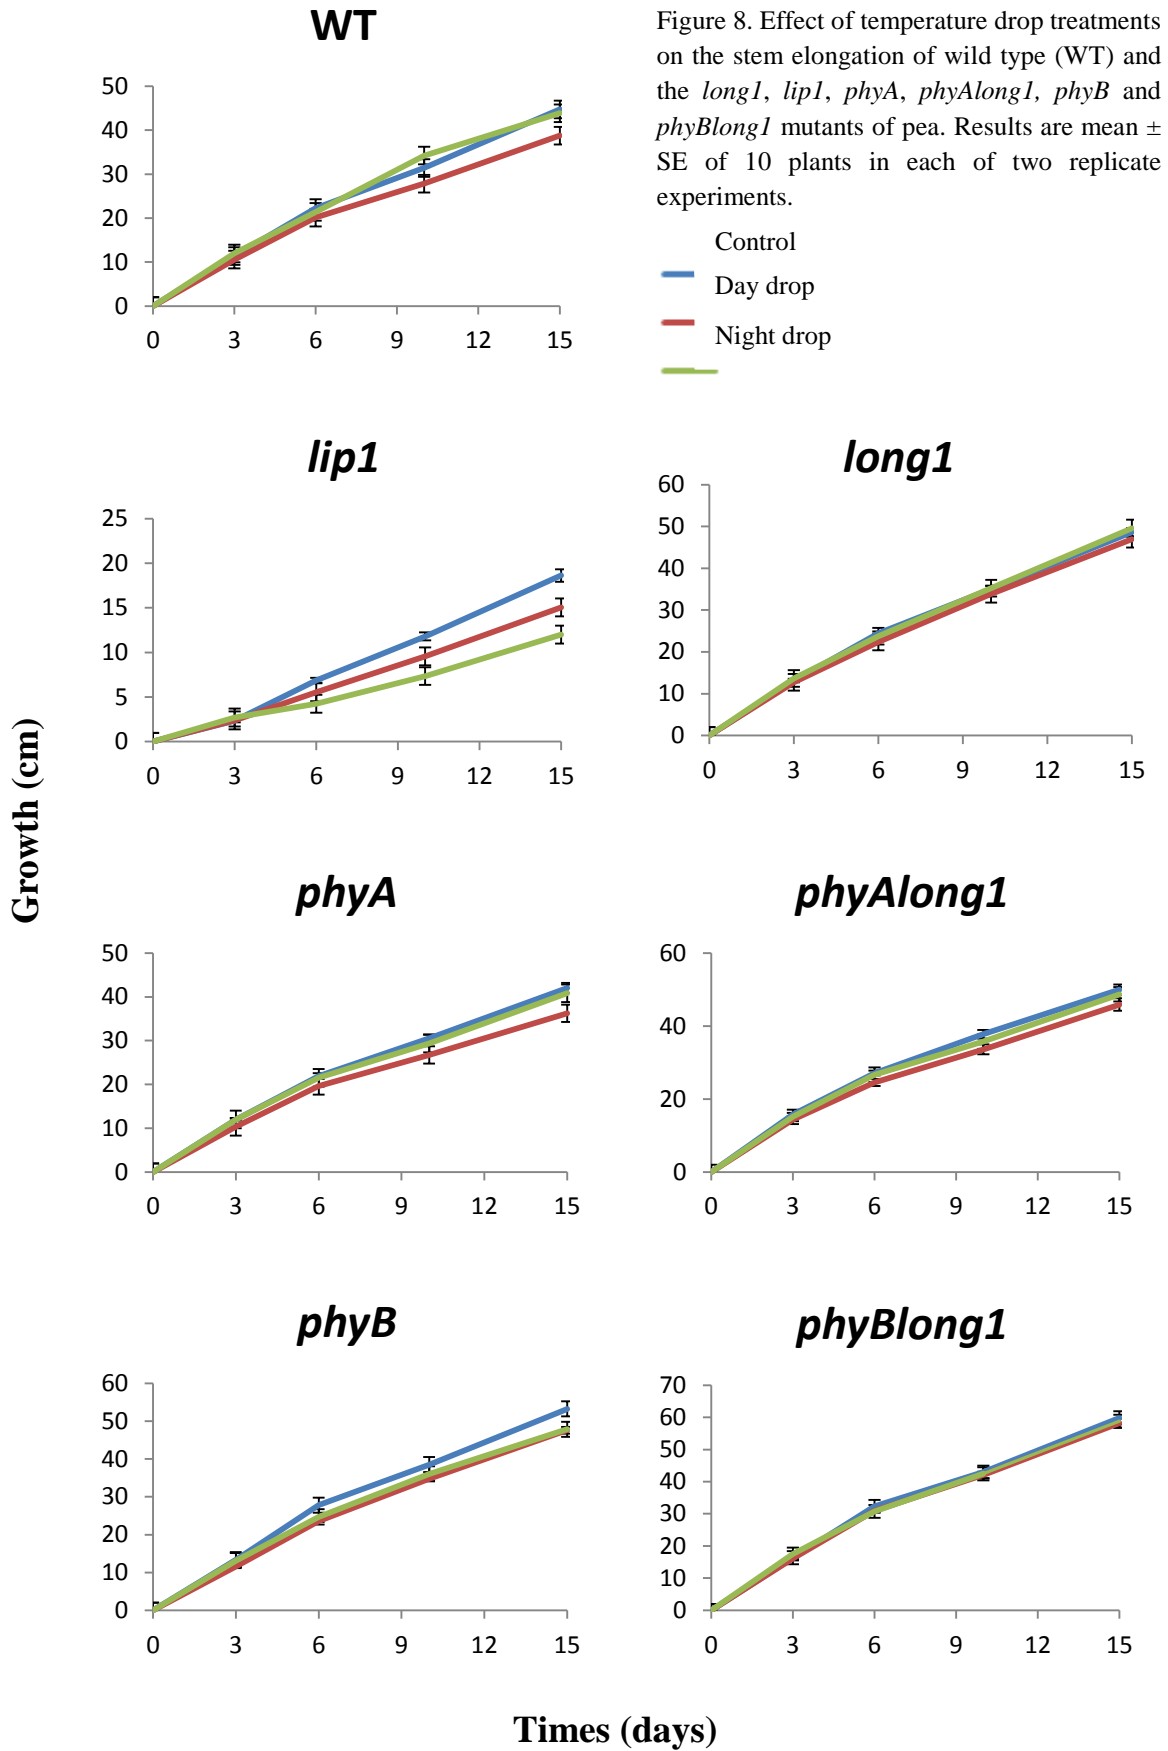 WT
Figure 8. Effect of temperature drop treatments
on the stem elongation of wild type (WT) and
the long1, lip1, phyA, phyAlong1, phyB and
phyBlong1 mutants of pea. Results are mean ±
SE of 10 plants in each of two replicate
experiments.
Control
Day drop
Night drop
50
40
30
20
10
0
0 3 6 9 12 15
lip1
25
20
15
10
5
0
0 3 6 9 12 15
long1
60
50
40
30
20
10
0
0 3 6 9 12 15
Growth (cm)
phyA
50
40
30
20
10
0
0 3 6 9 12 15
phyAlong1
60
40
20
0
0 3 6 9 12 15
phyB
60
50
40
30
20
10
0
0 3 6 9 12 15
phyBlong1
70
60
50
40
30
20
10
0
0 3 6 9 12 15
Times (days)